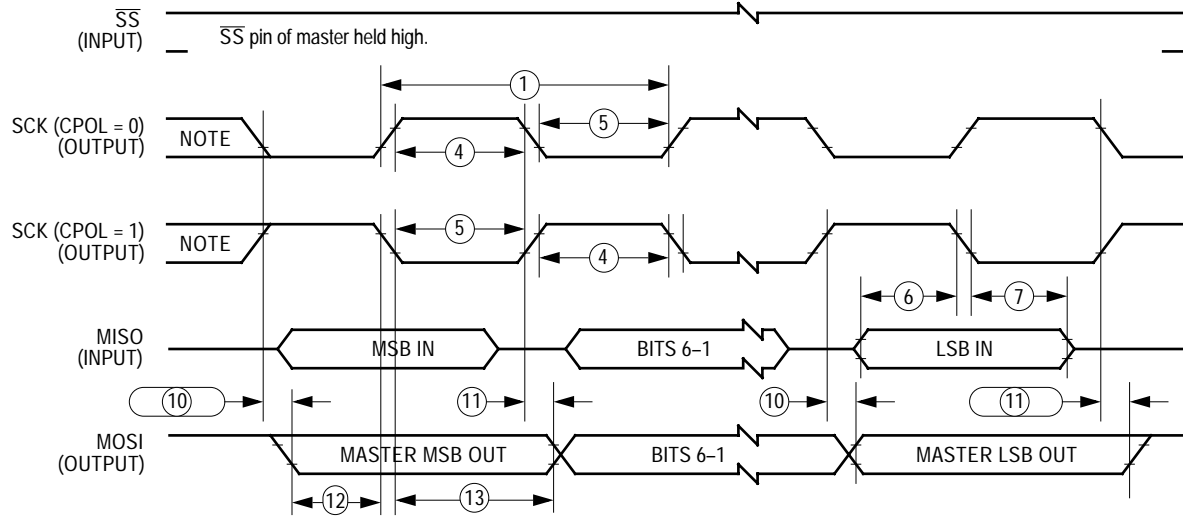 SS
(INPUT)
SS pin of master held high.
1
SCK (CPOL = 0)
(OUTPUT)
NOTE
5
4
SCK (CPOL = 1)
(OUTPUT)
NOTE
5
4
6
7
MISO
(INPUT)
MSB IN
BITS 6–1
LSB IN
10
11
10
11
MOSI
(OUTPUT)
MASTER MSB OUT
BITS 6–1
MASTER LSB OUT
12
13